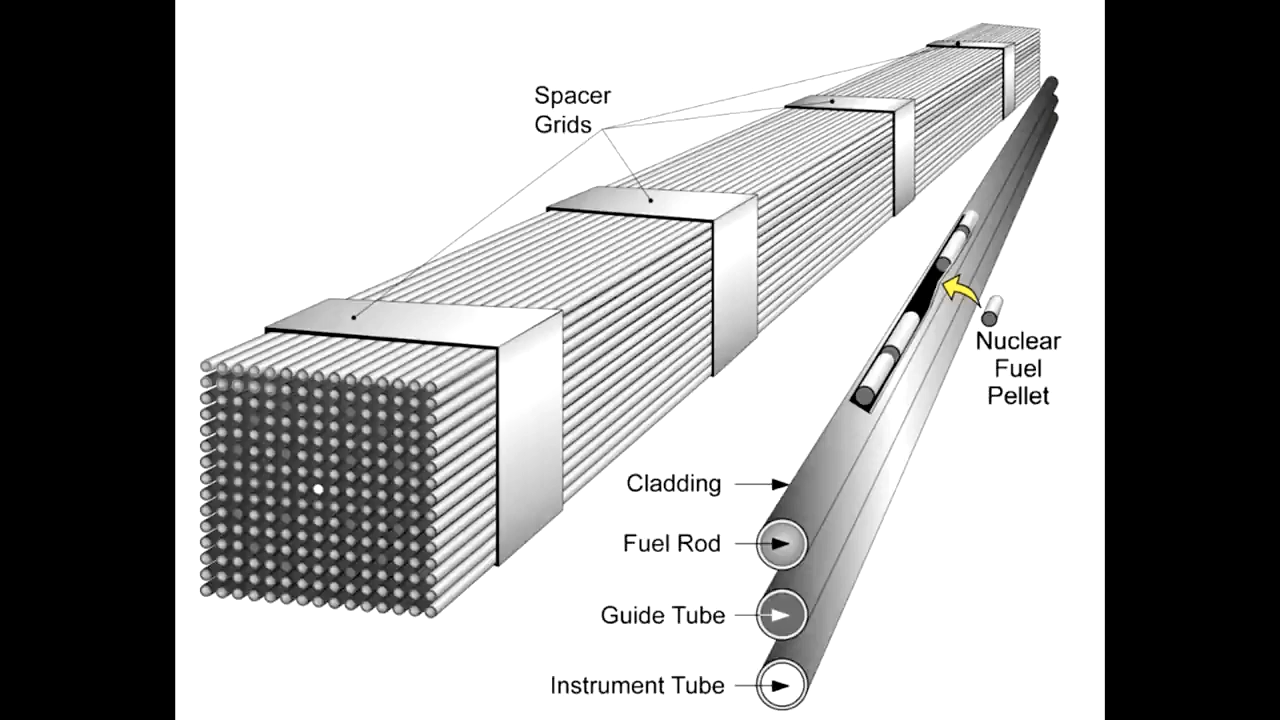 Spacer
Grids
Nuclear
Fuel
Pellet
Cladding
Fuel Rod
Guide Tube
Instrument Tube